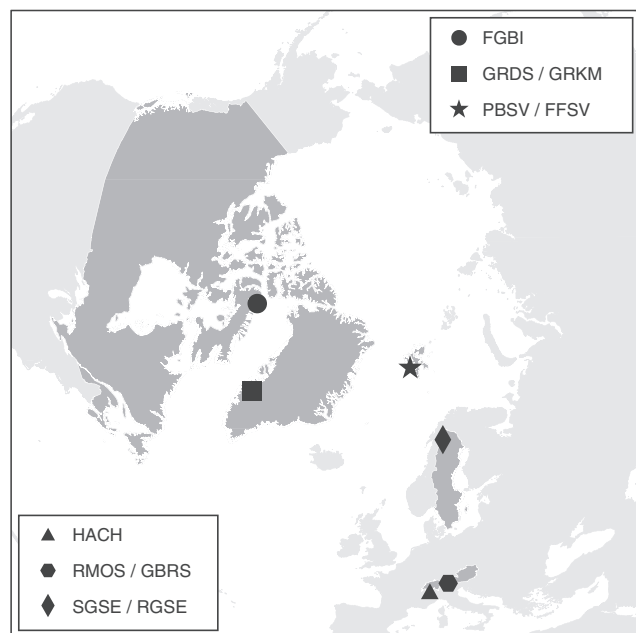 FGBI
GRDS / GRKM
PBSV / FFSV
HACH
RMOS / GBRS
SGSE / RGSE